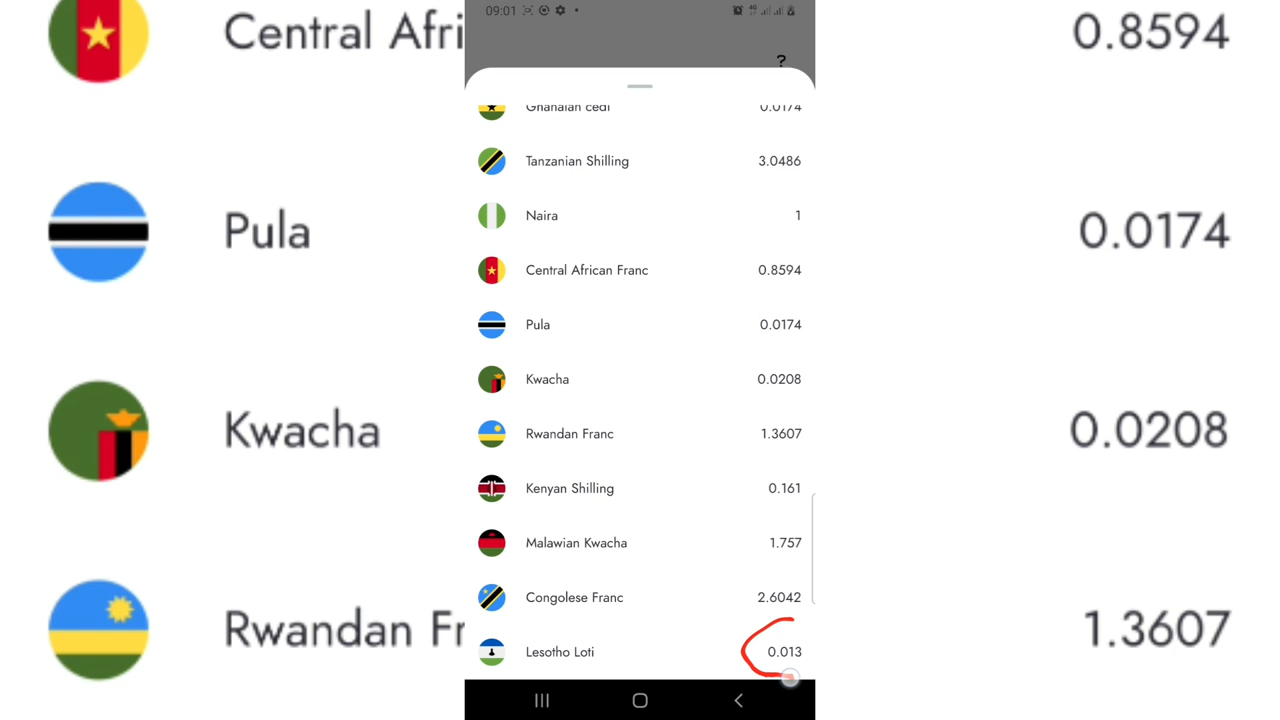 09:01
?
Ghanaian cedi 0.0174
Tanzanian Shilling 3.0486
Naira 1
Central African Franc 0.8594
Pula 0.0174
Kwacha 0.0208
Rwandan Franc 1.3607
Kenyan Shilling 0.161
Malawian Kwacha 1.757
Congolese Franc 2.6042
Lesotho Loti 0.013
Central Afri 0.8594
Pula 0.0174
Kwacha 0.0208
Rwandan Fr 1.3607